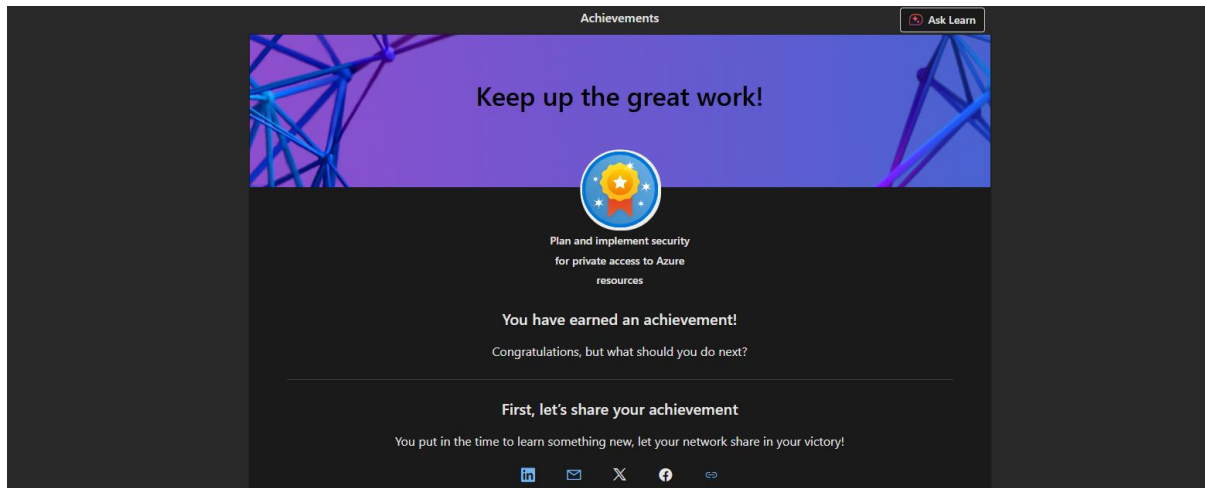 Achievements
Ask Learn
Keep up the great work!
Plan and implement security
for private access to Azure
resources
You have earned an achievement!
Congratulations, but what should you do next?
First, let's share your achievement
You put in the time to learn something new, let your network share in your victory!